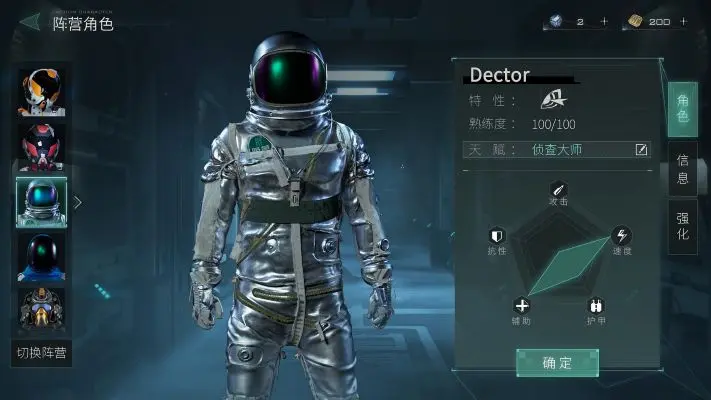 阵营角色
2 +
200 +
Dector
特 性：
熟练度： 100/100
天 赋： 侦查大师
角色
信息
强化
攻击
抗性
速度
辅助
护甲
切换阵营
确定